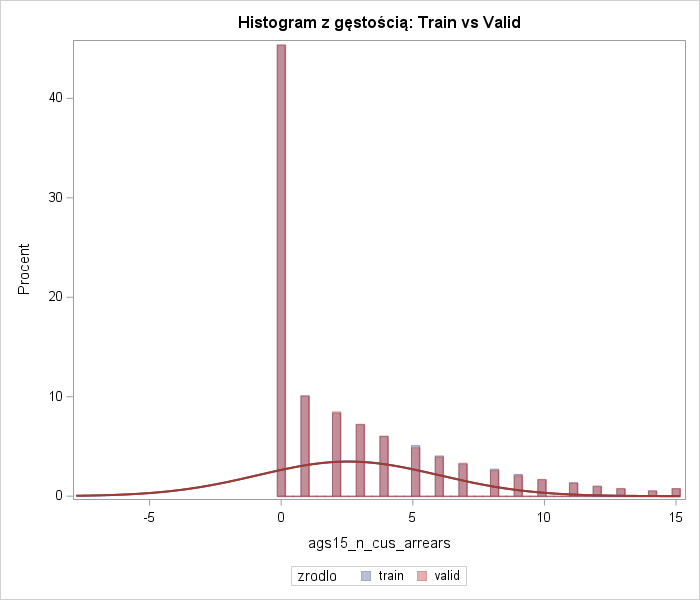 Histogram z gęstością: Train vs Valid
40
30
20
10
0
Procent
-5 0 5 10 15
ags15_n_cus_arrears
zrodlo train valid